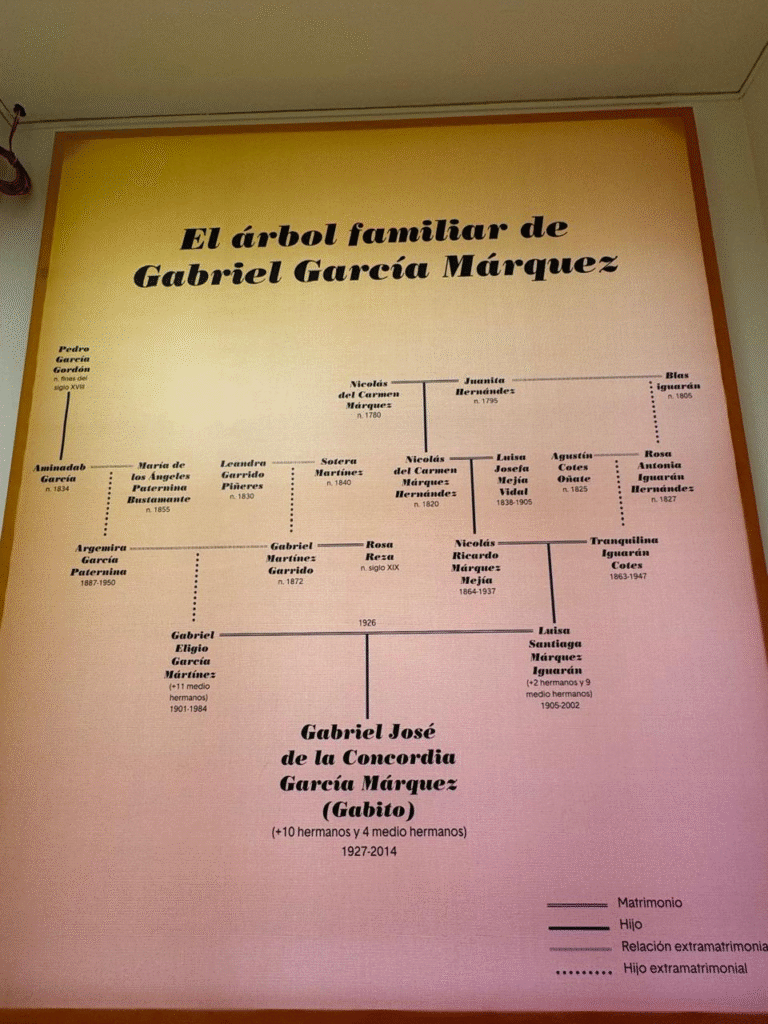 El árbol familiar de
Gabriel García Márquez
Pedro
García
Gordón
n. fines del
siglo XVIII
Nicolás
del Carmen
Márquez
n. 1780
Juanita
Hernández
n. 1795
Blas
iguarán
n. 1805
Aminadab
García
n. 1834
María de
los Ángeles
Paternina
Bustamante
n. 1855
Leandra
Garrido
Piñeres
n. 1830
Sotera
Martínez
n. 1840
Nicolás
del Carmen
Márquez
Hernández
n. 1820
Luisa
Josefa
Mejía
Vidal
1838-1905
Agustín
Cotes
Oñate
n. 1825
Rosa
Antonia
Iguarán
Hernández
n. 1827
Argemira
García
Paternina
1887-1950
Gabriel
Martínez
Garrido
n. 1872
Rosa
Reza
n. siglo XIX
Nicolás
Ricardo
Márquez
Mejía
1864-1937
Tranquilina
Iguarán
Cotes
1863-1947
1926
Gabriel
Eligio
García
Mártínez
(+11 medio
hermanos)
1901-1984
Luisa
Santiaga
Márquez
Iguarán
(+2 hermanos y 9
medio hermanos)
1905-2002
Gabriel José
de la Concordia
García Márquez
(Gabito)
(+10 hermanos y 4 medio hermanos)
1927-2014
Matrimonio
Hijo
Relación extramatrimonia
Hijo extramatrimonial